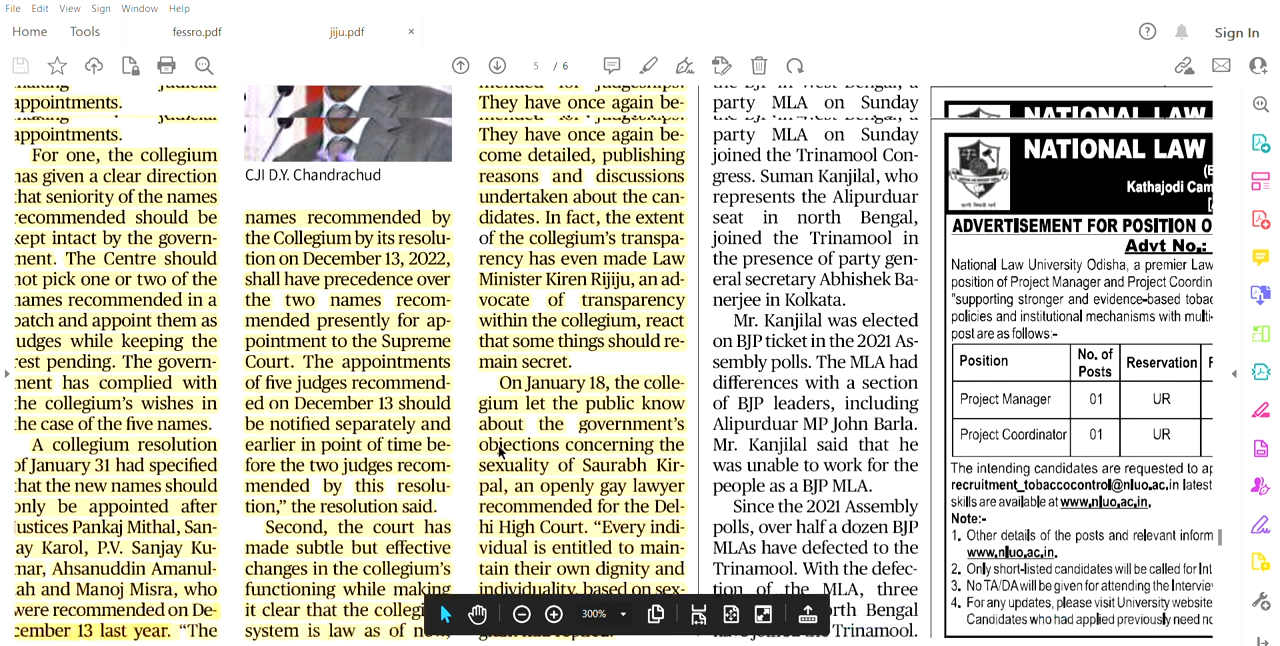 File Edit View Sign Window Help
Home Tools fessro.pdf jiju.pdf ×
Sign In
5 / 6
appointments.
appointments.
For one, the collegium
has given a clear direction
that seniority of the names
recommended should be
kept intact by the govern-
ment. The Centre should
not pick one or two of the
names recommended in a
batch and appoint them as
judges while keeping the
rest pending. The govern-
ment has complied with
the collegium's wishes in
the case of the five names.
A collegium resolution
of January 31 had specified
that the new names should
only be appointed after
Justices Pankaj Mithal, San-
jay Karol, P.V. Sanjay Ku-
mar, Ahsanuddin Amanul-
lah and Manoj Misra, who
were recommended on De-
cember 13 last year. “The
CJI D.Y. Chandrachud
names recommended by
the Collegium by its resolu-
tion on December 13, 2022,
shall have precedence over
the two names recom-
mended presently for ap-
pointment to the Supreme
Court. The appointments
of five judges recommend-
ed on December 13 should
be notified separately and
earlier in point of time be-
fore the two judges recom-
mended by this resolu-
tion,” the resolution said.
Second, the court has
made subtle but effective
changes in the collegium's
functioning while making
it clear that the collegi
system is law as of now,
They have once again be-
They have once again be-
come detailed, publishing
reasons and discussions
undertaken about the can-
didates. In fact, the extent
of the collegium's transpa-
rency has even made Law
Minister Kiren Rijiju, an ad-
vocate of transparency
within the collegium, react
that some things should re-
main secret.
On January 18, the colle-
gium let the public know
about the government's
objections concerning the
sexuality of Saurabh Kir-
pal, an openly gay lawyer
recommended for the Del-
hi High Court. “Every indi-
vidual is entitled to main-
tain their own dignity and
individuality, based on sex-
party MLA on Sunday
party MLA on Sunday
joined the Trinamool Con-
gress. Suman Kanjilal, who
represents the Alipurduar
seat in north Bengal,
joined the Trinamool in
the presence of party gen-
eral secretary Abhishek Ba-
nerjee in Kolkata.
Mr. Kanjilal was elected
on BJP ticket in the 2021 As-
sembly polls. The MLA had
differences with a section
of BJP leaders, including
Alipurduar MP John Barla.
Mr. Kanjilal said that he
was unable to work for the
people as a BJP MLA.
Since the 2021 Assembly
polls, over half a dozen BJP
MLAs have defected to the
Trinamool. With the defec-
tion of the MLA, three
rth Bengal
Trinamool.
NATIONAL LAW
NATIONAL LAW
(E
Kathajodi Cam
ADVERTISEMENT FOR POSITION O
Advt No.:
National Law University Odisha, a premier Law
position of Project Manager and Project Coordin
"supporting stronger and evidence-based tobac
policies and institutional mechanisms with multi-
post are as follows:-
Position No. of Posts Reservation
Project Manager 01 UR
Project Coordinator 01 UR
The intending candidates are requested to ap
recruitment_tobaccocontrol@nluo.ac.in latest
skills are available at www.nluo.ac.in.
Note:-
1. Other details of the posts and relevant inform
www.nluo.ac.in.
2. Only short-listed candidates will be called for Int
3. No TA/DA will be given for attending the Interview
4. For any updates, please visit University website
Candidates who had applied previously need no
300%